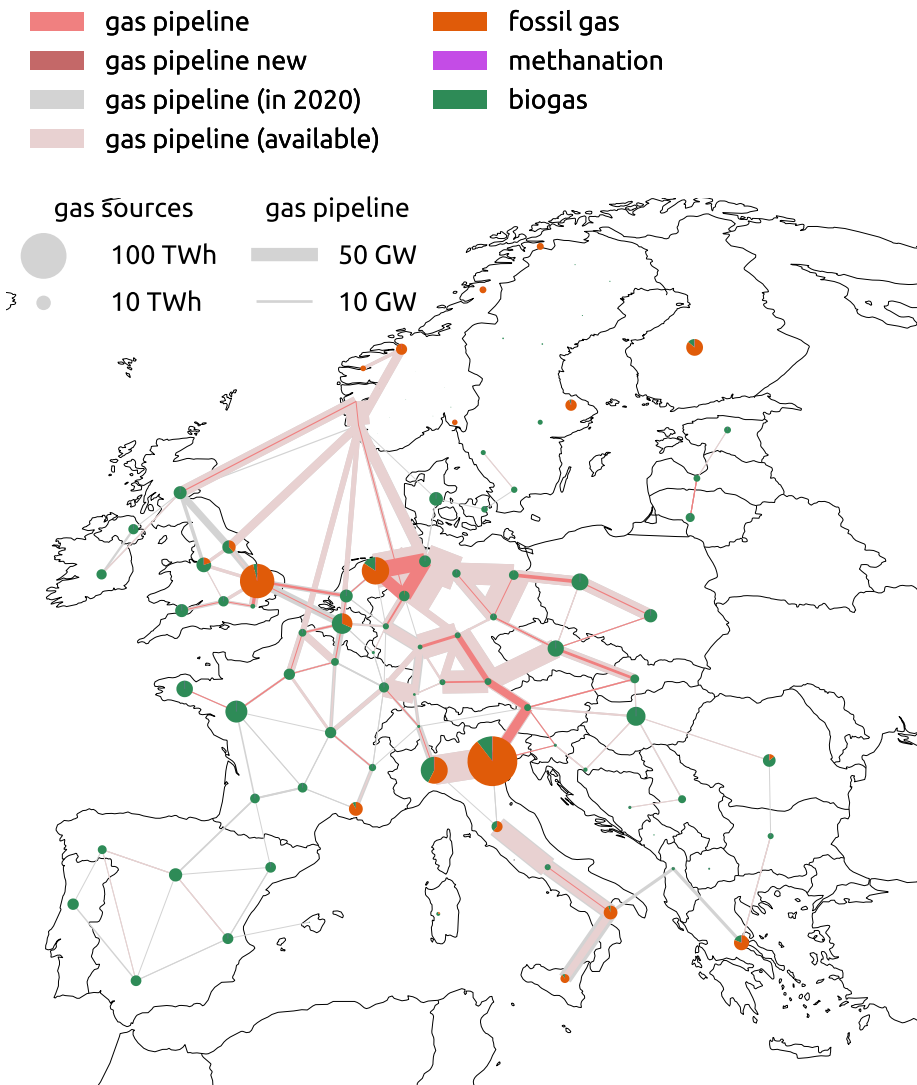 gas pipeline
gas pipeline new
gas pipeline (in 2020)
gas pipeline (available)
fossil gas
methanation
biogas
gas sources
100 TWh
10 TWh
gas pipeline
50 GW
10 GW